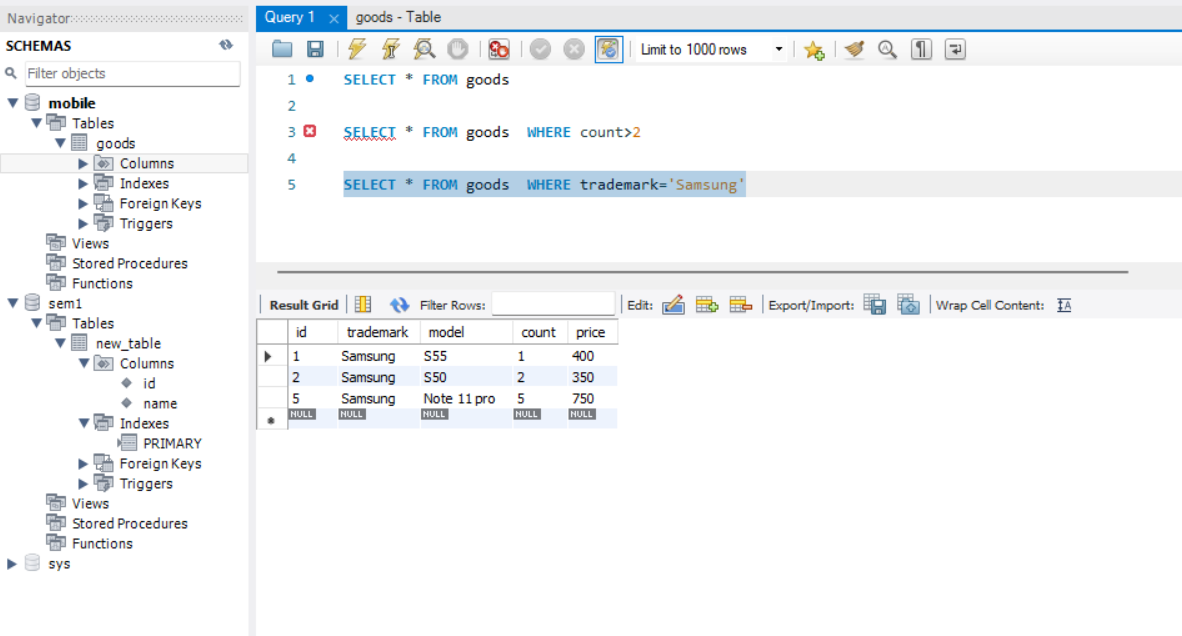 Navigator
SCHEMAS
Filter objects
mobile
Tables
goods
Columns
Indexes
Foreign Keys
Triggers
Views
Stored Procedures
Functions
sem1
Tables
new_table
Columns
id
name
Indexes
PRIMARY
Foreign Keys
Triggers
Views
Stored Procedures
Functions
sys
Query 1 goods - Table
Limit to 1000 rows
1 SELECT * FROM goods
2
3 SELECT * FROM goods  WHERE count>2
4
5 SELECT * FROM goods  WHERE trademark='Samsung'
Result Grid Filter Rows: Edit: Export/Import: Wrap Cell Content:
id trademark model count price
1 Samsung S55 1 400
2 Samsung S50 2 350
5 Samsung Note 11 pro 5 750
NULL NULL NULL NULL NULL